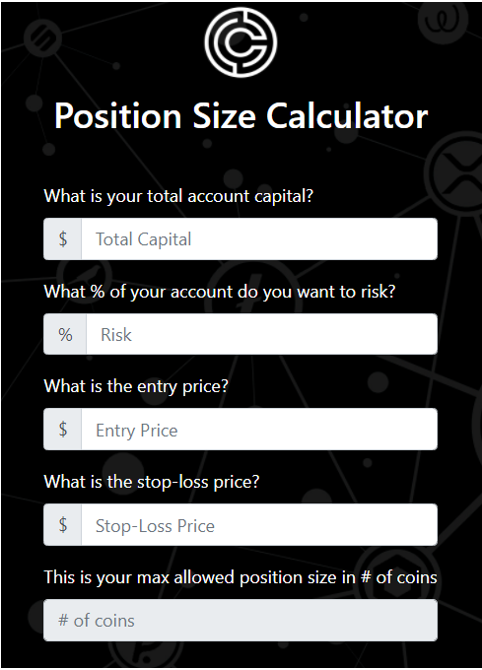 Position Size Calculator
What is your total account capital?
$ Total Capital
What % of your account do you want to risk?
% Risk
What is the entry price?
$ Entry Price
What is the stop-loss price?
$ Stop-Loss Price
This is your max allowed position size in # of coins
# of coins